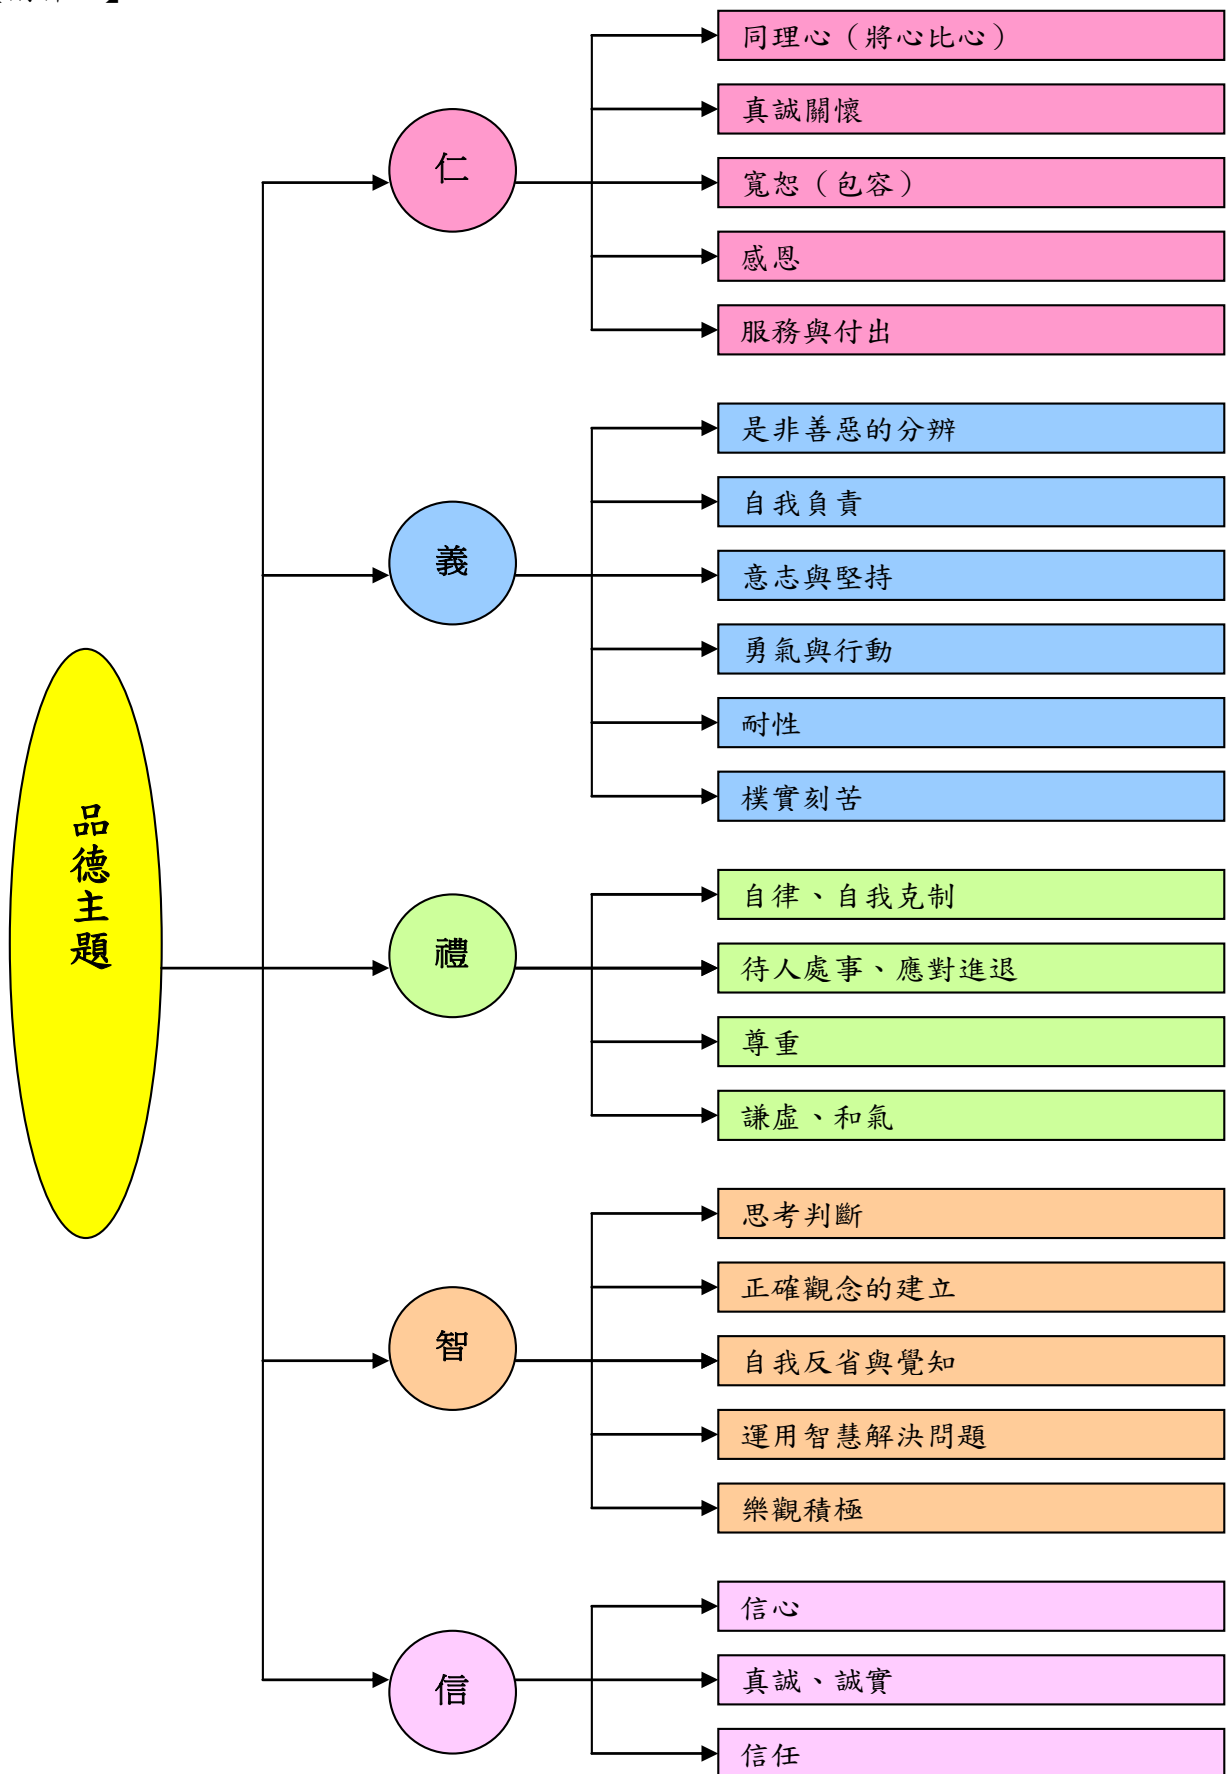 同理心（將心比心）
真誠關懷
仁
寬恕（包容）
感恩
服務與付出
是非善惡的分辨
自我負責
義
意志與堅持
勇氣與行動
耐性
樸實刻苦
品德主題
自律、自我克制
禮
待人處事、應對進退
尊重
謙虛、和氣
思考判斷
正確觀念的建立
智
自我反省與覺知
運用智慧解決問題
樂觀積極
信心
信
真誠、誠實
信任